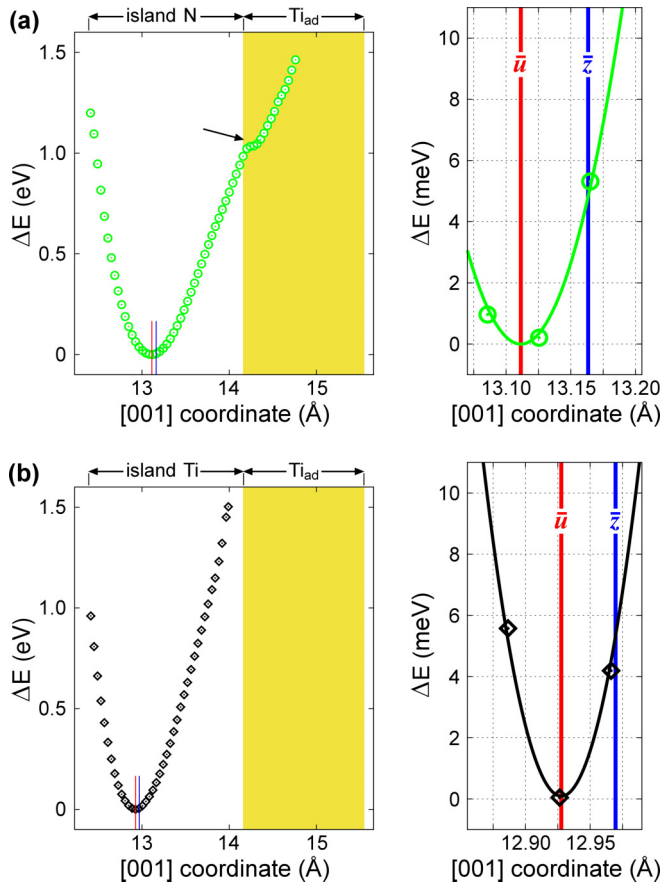 (a)
island N
Ti_ad
ΔE (eV)
1.5
1.0
0.5
0
13
14
15
[001] coordinate (Å)
ΔE (meV)
10
8
6
4
2
0
ū
z̄
13.10
13.15
13.20
[001] coordinate (Å)
(b)
island Ti
Ti_ad
ΔE (eV)
1.5
1.0
0.5
0
13
14
15
[001] coordinate (Å)
ΔE (meV)
10
8
6
4
2
0
ū
z̄
12.90
12.95
[001] coordinate (Å)